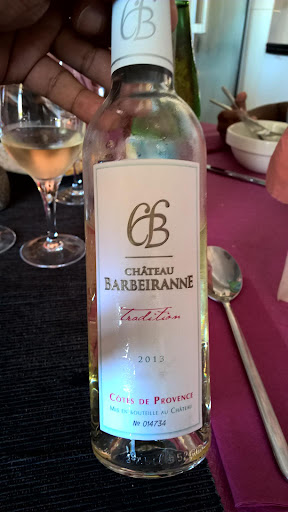 CB
CB
CHÂTEAU
BARBEIRANNE
Tradition
2013
CÔTES DE PROVENCE
MIS EN BOUTEILLE AU CHÂTEAU
№ 014734